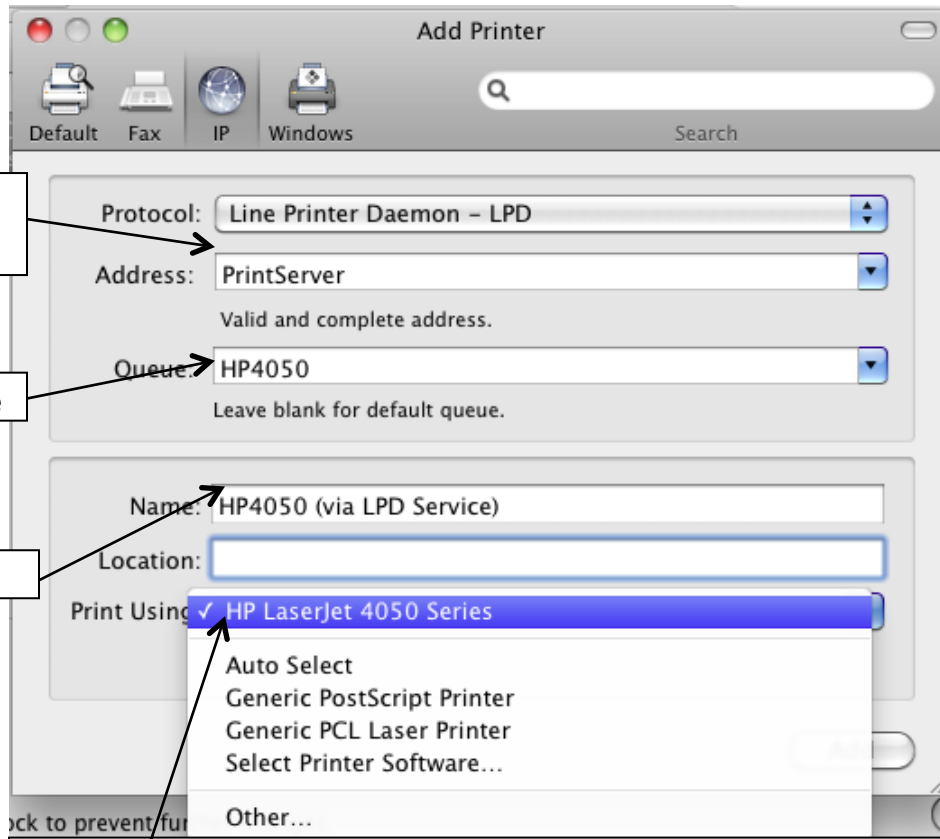 Add Printer
Default Fax IP Windows Search
Protocol: Line Printer Daemon – LPD
Address: PrintServer
Valid and complete address.
Queue: HP4050
Leave blank for default queue.
Name: HP4050 (via LPD Service)
Location:
Print Using ✓ HP LaserJet 4050 Series
Auto Select
Generic PostScript Printer
Generic PCL Laser Printer
Select Printer Software...
Other...
to prevent